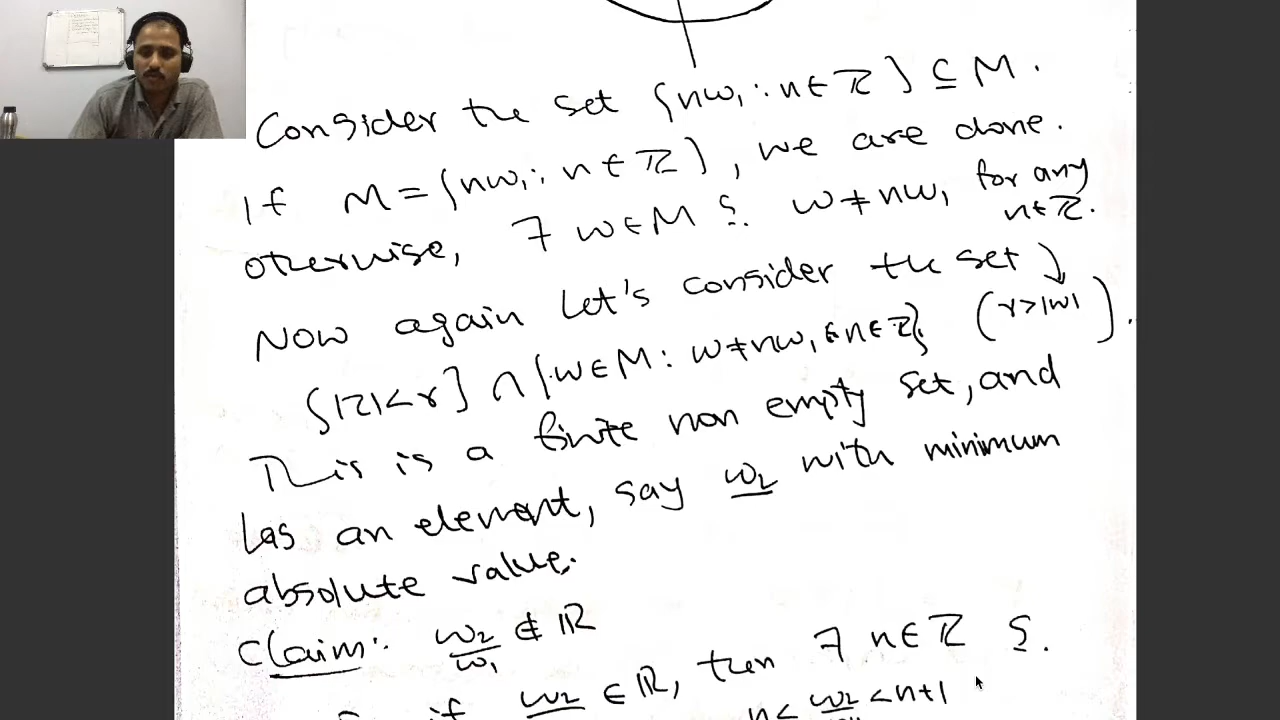 Consider the set {nω₁ : n ∈ ℤ} ⊆ M.
If M = {nω₁ : n ∈ ℤ}, we are done.
otherwise, ∃ ω ∈ M s. ω ≠ nω₁ for any n ∈ ℤ.
Now again Let's consider the set
{|z| < r} ∩ {ω ∈ M : ω ≠ nω₁, n ∈ ℤ} (r > |ω|).
This is a finite non empty set, and
has an element, say ω₂ with minimum
absolute value.
Claim: ω₂/ω₁ ∉ ℝ
if ω₂ ∈ ℝ, then ∃ n ∈ ℤ s.
n < ω₂ < n+1